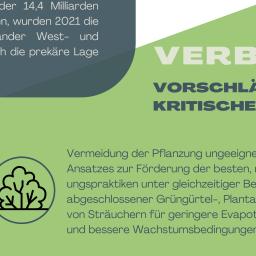 der 14,4 Milliarden
n, wurden 2021 die
ander West- und
h die prekäre Lage
VERB
VORSCHLÄ
KRITISCHE
Vermeidung der Pflanzung ungeeigne
Ansatzes zur Förderung der besten,
ungspraktiken unter gleichzeitiger Be
abgeschlossener Grüngürtel-, Planta
von Sträuchern für geringere Evapot
und bessere Wachstumsbedingungen